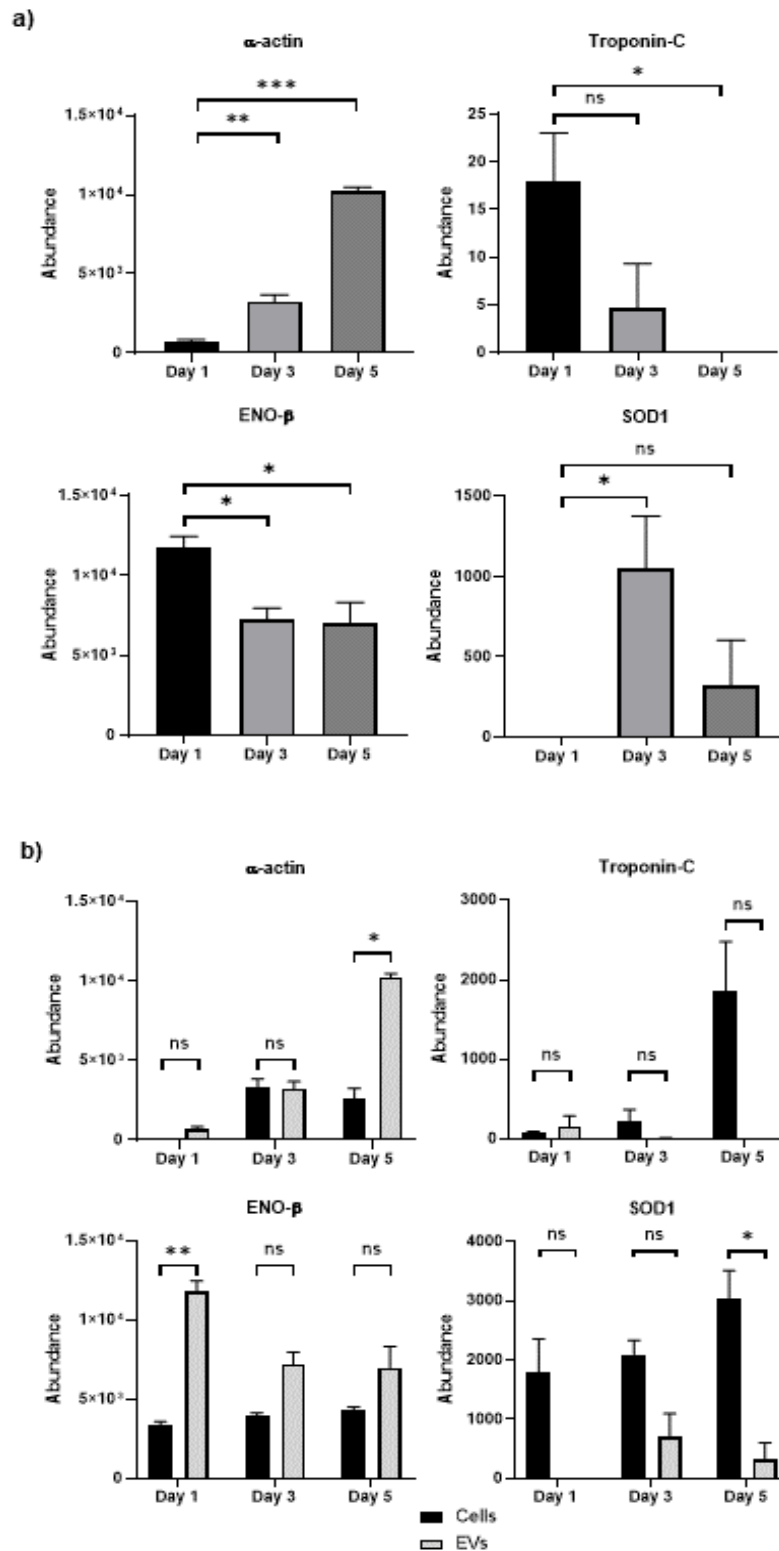 a)
α-actin
***
**
Abundance
1.5×10⁴
1×10⁴
5×10³
0
Day 1 Day 3 Day 5
Troponin-C
*
ns
Abundance
25
20
15
10
5
0
Day 1 Day 3 Day 5
ENO-β
*
*
Abundance
1.5×10⁴
1×10⁴
5×10³
0
Day 1 Day 3 Day 5
SOD1
ns
*
Abundance
1500
1000
500
0
Day 1 Day 3 Day 5
b)
α-actin
Abundance
1.5×10⁴
1×10⁴
5×10³
0
ns ns *
Day 1 Day 3 Day 5
Troponin-C
Abundance
3000
2000
1000
0
ns ns ns
Day 1 Day 3 Day 5
ENO-β
Abundance
1.5×10⁴
1×10⁴
5×10³
0
** ns ns
Day 1 Day 3 Day 5
SOD1
Abundance
4000
3000
2000
1000
0
ns ns *
Day 1 Day 3 Day 5
Cells
EVs